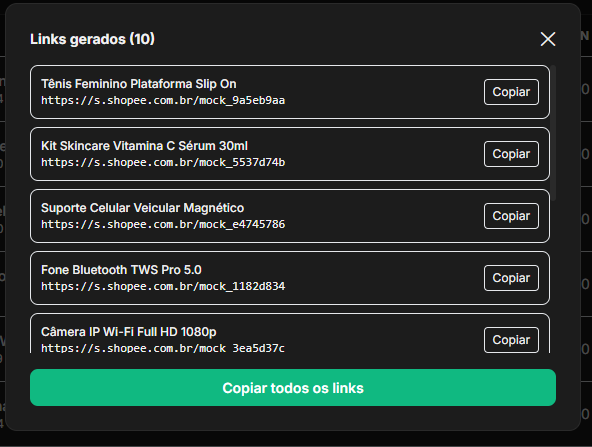 Links gerados (10)
Tênis Feminino Plataforma Slip On
https://s.shopee.com.br/mock_9a5eb9aa
Copiar
Kit Skincare Vitamina C Sérum 30ml
https://s.shopee.com.br/mock_5537d74b
Copiar
Suporte Celular Veicular Magnético
https://s.shopee.com.br/mock_e4745786
Copiar
Fone Bluetooth TWS Pro 5.0
https://s.shopee.com.br/mock_1182d834
Copiar
Câmera IP Wi-Fi Full HD 1080p
https://s.shopee.com.br/mock_3ea5d37c
Copiar
Copiar todos os links